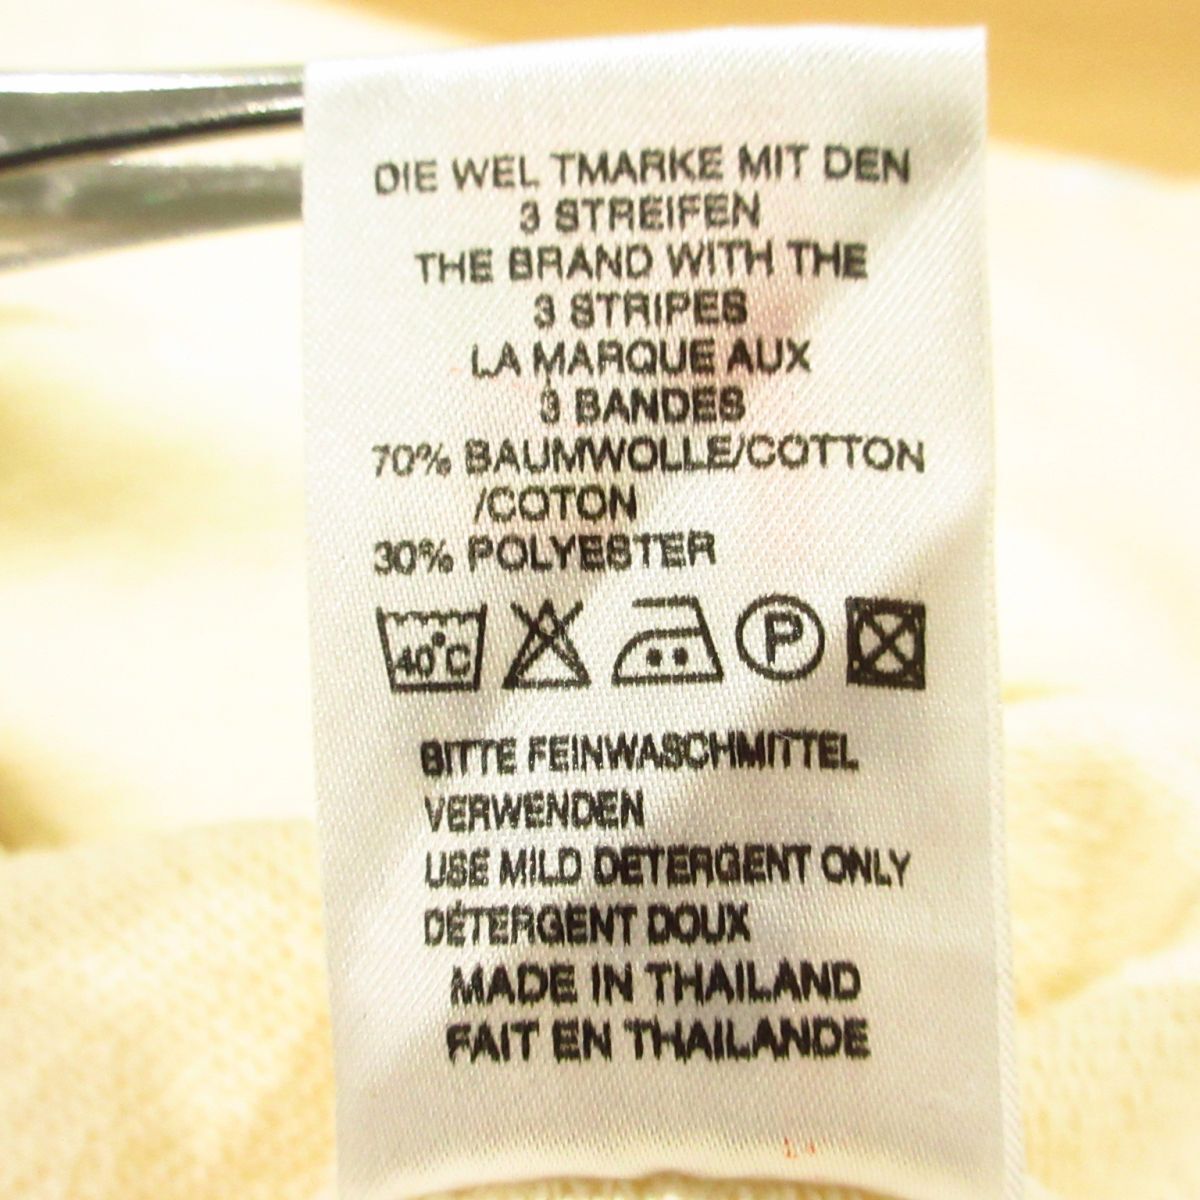 DIE WEL TMARKE MIT DEN
3 STREIFEN
THE BRAND WITH THE
3 STRIPES
LA MARQUE AUX
3 BANDES
70% BAUMWOLLE/COTTON
/COTON
30% POLYESTER
40°C P
BITTE FEINWASCHMITTEL
VERWENDEN
USE MILD DETERGENT ONLY
DÉTERGENT DOUX
MADE IN THAILAND
FAIT EN THAILANDE